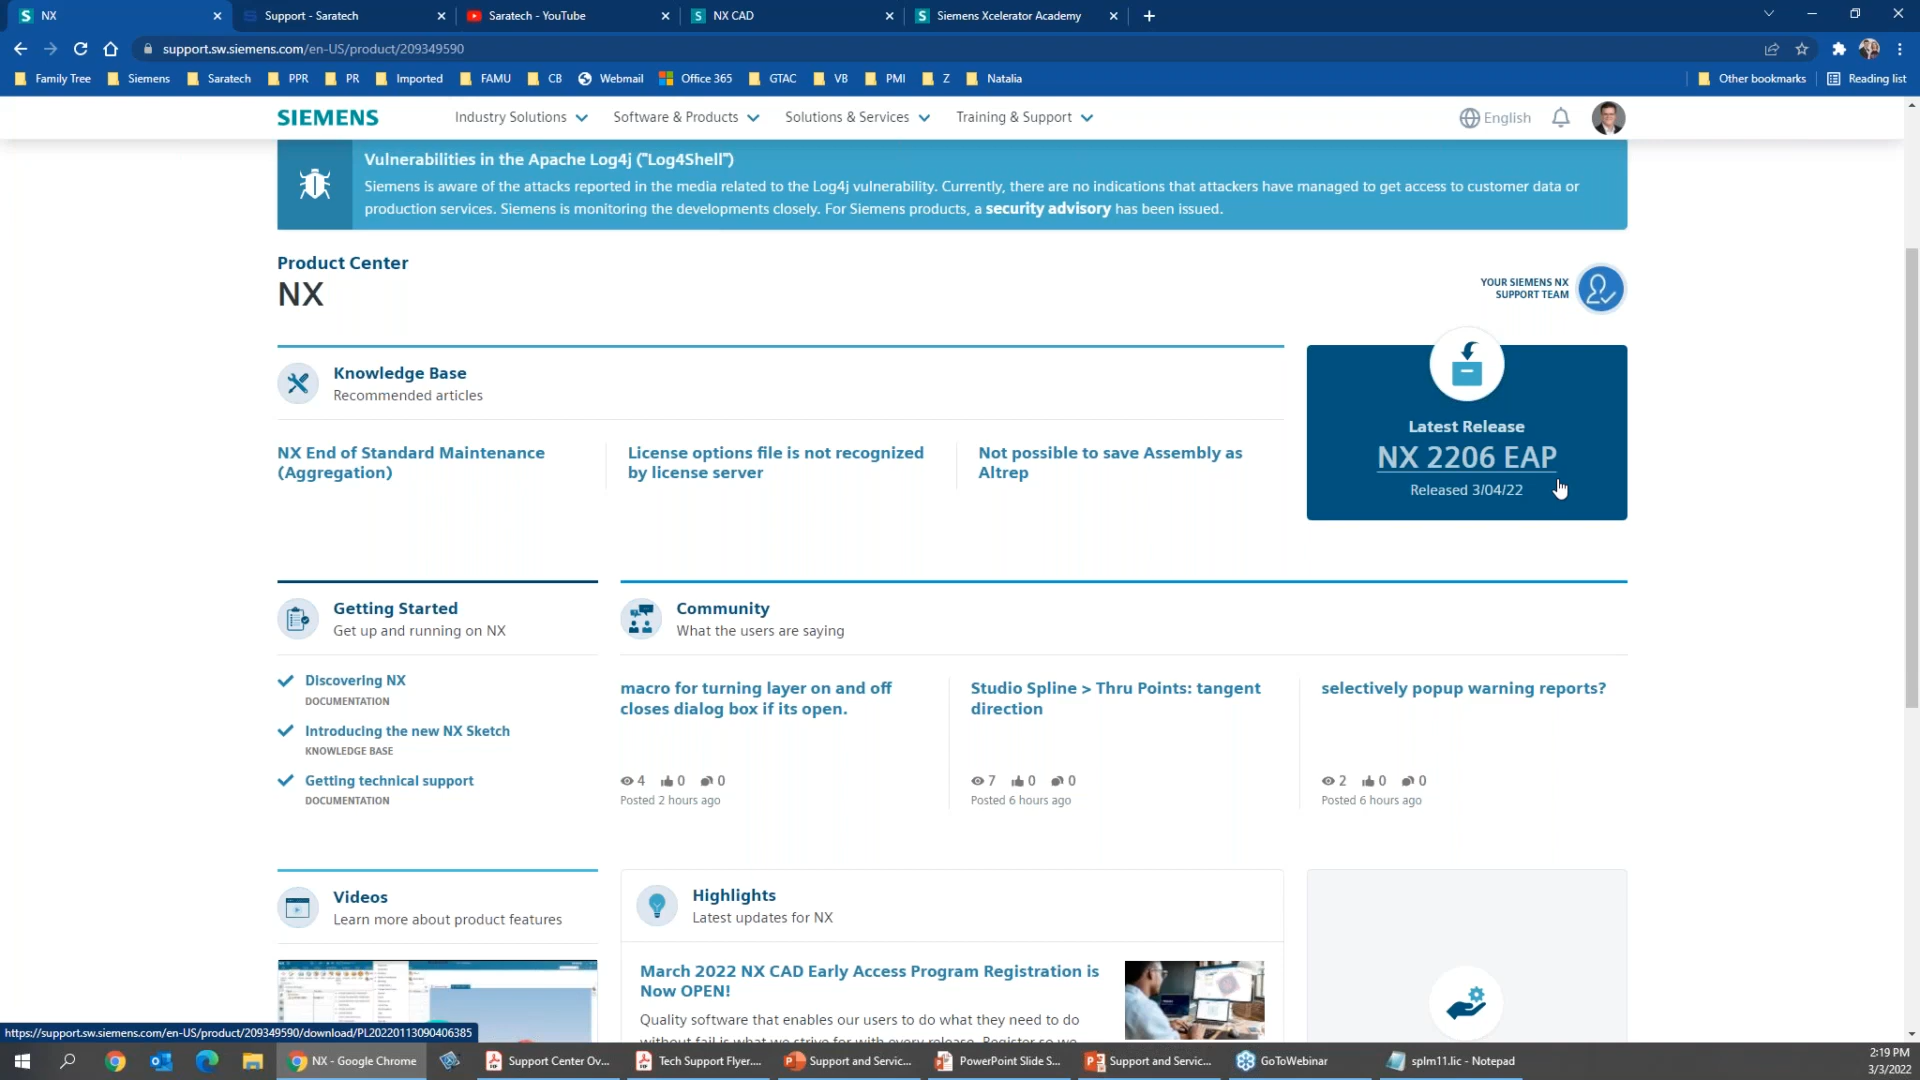 NX
Support - Saratech
Saratech - YouTube
NX CAD
Siemens Xcelerator Academy
support.sw.siemens.com/en-US/product/209349590
Family Tree
Siemens
Saratech
PPR
PR
Imported
FAMU
CB
Webmail
Office 365
GTAC
VB
PMI
Z
Natalia
Other bookmarks
Reading list
SIEMENS
Industry Solutions
Software & Products
Solutions & Services
Training & Support
English
Vulnerabilities in the Apache Log4j ("Log4Shell")
Siemens is aware of the attacks reported in the media related to the Log4j vulnerability. Currently, there are no indications that attackers have managed to get access to customer data or
production services. Siemens is monitoring the developments closely. For Siemens products, a security advisory has been issued.
Product Center
NX
YOUR SIEMENS NX
SUPPORT TEAM
Knowledge Base
Recommended articles
NX End of Standard Maintenance
(Aggregation)
License options file is not recognized
by license server
Not possible to save Assembly as
Altrep
Latest Release
NX 2206 EAP
Released 3/04/22
Getting Started
Get up and running on NX
Discovering NX
DOCUMENTATION
Introducing the new NX Sketch
KNOWLEDGE BASE
Getting technical support
DOCUMENTATION
Community
What the users are saying
macro for turning layer on and off
closes dialog box if its open.
4 0 0
Posted 2 hours ago
Studio Spline > Thru Points: tangent
direction
7 0 0
Posted 6 hours ago
selectively popup warning reports?
2 0 0
Posted 6 hours ago
Videos
Learn more about product features
Highlights
Latest updates for NX
March 2022 NX CAD Early Access Program Registration is
Now OPEN!
Quality software that enables our users to do what they need to do
without fail is what we strive for with every release. Register so we
https://support.sw.siemens.com/en-US/product/209349590/download/PL20220113090406385
NX - Google Chrome
Support Center Ov...
Tech Support Flyer....
Support and Servic...
PowerPoint Slide S...
Support and Servic...
GoToWebinar
splm11.lic - Notepad
2:19 PM
3/3/2022